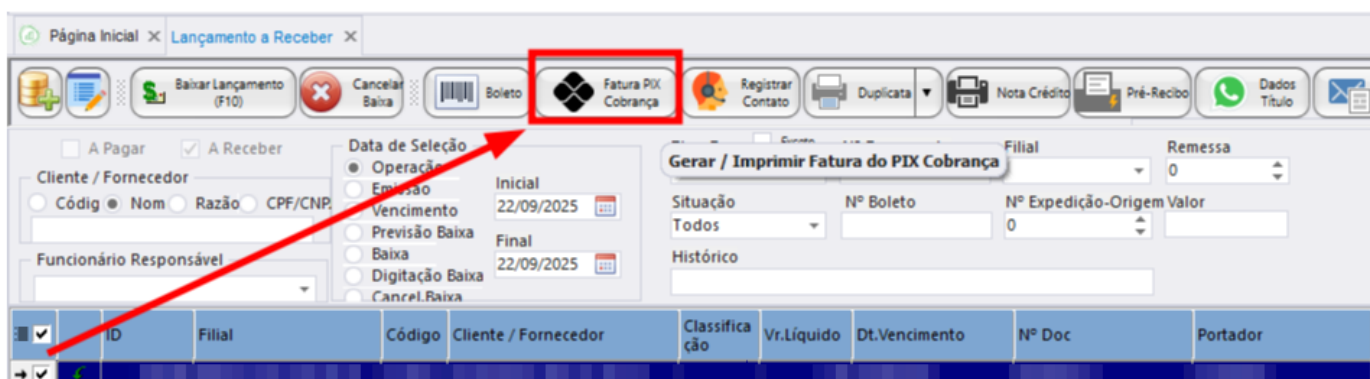 Página Inicial × Lançamento a Receber ×
Baixar Lançamento
(F10)
Cancelar
Baixa
Boleto
Fatura PIX
Cobrança
Registrar
Contato
Duplicata
Nota Crédito
Pré-Recibo
Dados
Título
Gerar / Imprimir Fatura do PIX Cobrança
A Pagar
A Receber
Cliente / Fornecedor
Códig
Nom
Razão
CPF/CNP
Funcionário Responsável
Data de Seleção
Operação
Emissão
Vencimento
Previsão Baixa
Baixa
Digitação Baixa
Cancel.Baixa
Inicial
22/09/2025
Final
22/09/2025
Situação
Todos
Nº Boleto
Filial
Nº Expedição-Origem
0
Remessa
0
Valor
Histórico
ID
Filial
Código
Cliente / Fornecedor
Classifica
ção
Vr.Líquido
Dt.Vencimento
Nº Doc
Portador